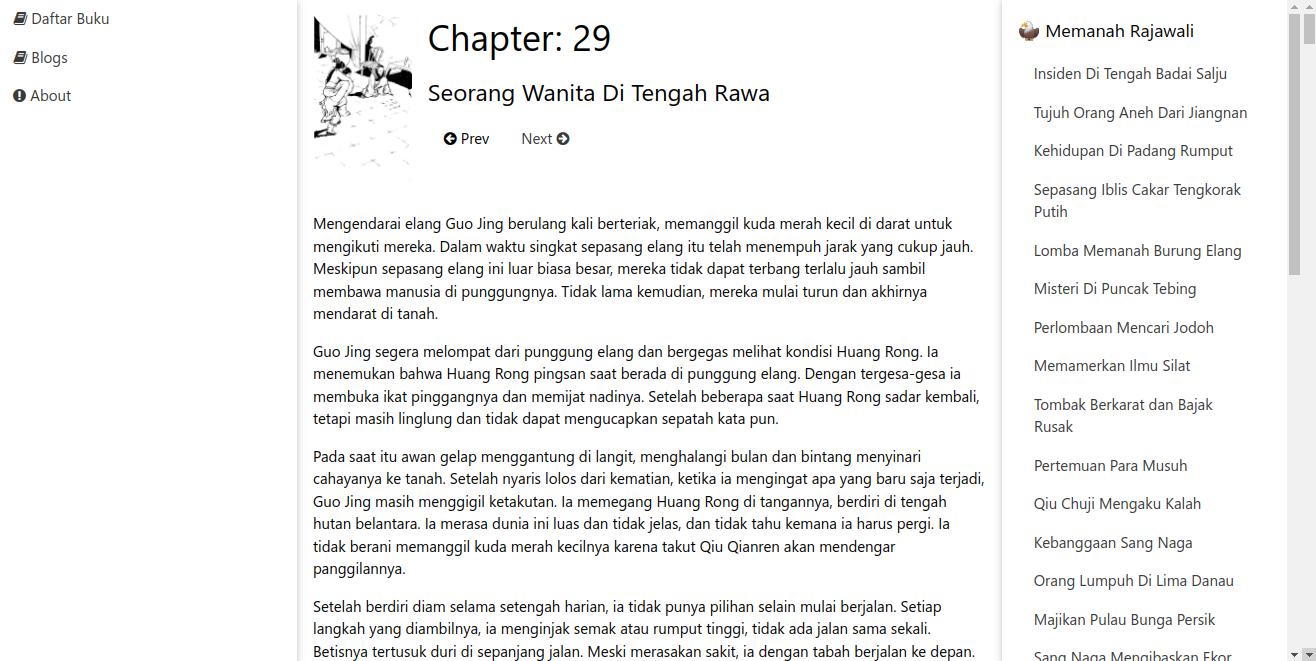 Daftar Buku
Blogs
About
Chapter: 29
Seorang Wanita Di Tengah Rawa
Prev
Next
Mengendarai elang Guo Jing berulang kali berteriak, memanggil kuda merah kecil di darat untuk
mengikuti mereka. Dalam waktu singkat sepasang elang itu telah menempuh jarak yang cukup jauh.
Meskipun sepasang elang ini luar biasa besar, mereka tidak dapat terbang terlalu jauh sambil
membawa manusia di punggungnya. Tidak lama kemudian, mereka mulai turun dan akhirnya
mendarat di tanah.
Guo Jing segera melompat dari punggung elang dan bergegas melihat kondisi Huang Rong. Ia
menemukan bahwa Huang Rong pingsan saat berada di punggung elang. Dengan tergesa-gesa ia
membuka ikat pinggangnya dan memijat nadinya. Setelah beberapa saat Huang Rong sadar kembali,
tetapi masih linglung dan tidak dapat mengucapkan sepatah kata pun.
Pada saat itu awan gelap menggantung di langit, menghalangi bulan dan bintang menyinari
cahayanya ke tanah. Setelah nyaris lolos dari kematian, ketika ia mengingat apa yang baru saja terjadi,
Guo Jing masih menggigil ketakutan. Ia memegang Huang Rong di tangannya, berdiri di tengah
hutan belantara. Ia merasa dunia ini luas dan tidak jelas, dan tidak tahu kemana ia harus pergi. Ia
tidak berani memanggil kuda merah kecilnya karena takut Qiu Qianren akan mendengar
panggilannya.
Setelah berdiri diam selama setengah harian, ia tidak punya pilihan selain mulai berjalan. Setiap
langkah yang diambilnya, ia menginjak semak atau rumput tinggi, tidak ada jalan sama sekali.
Betisnya tertusuk duri di sepanjang jalan. Meski merasakan sakit, ia dengan tabah berjalan ke depan.
Memanah Rajawali
Insiden Di Tengah Badai Salju
Tujuh Orang Aneh Dari Jiangnan
Kehidupan Di Padang Rumput
Sepasang Iblis Cakar Tengkorak
Putih
Lomba Memanah Burung Elang
Misteri Di Puncak Tebing
Perlombaan Mencari Jodoh
Memamerkan Ilmu Silat
Tombak Berkarat dan Bajak
Rusak
Pertemuan Para Musuh
Qiu Chuji Mengaku Kalah
Kebanggaan Sang Naga
Orang Lumpuh Di Lima Danau
Majikan Pulau Bunga Persik
Sang Naga Mengibaskan Ekor